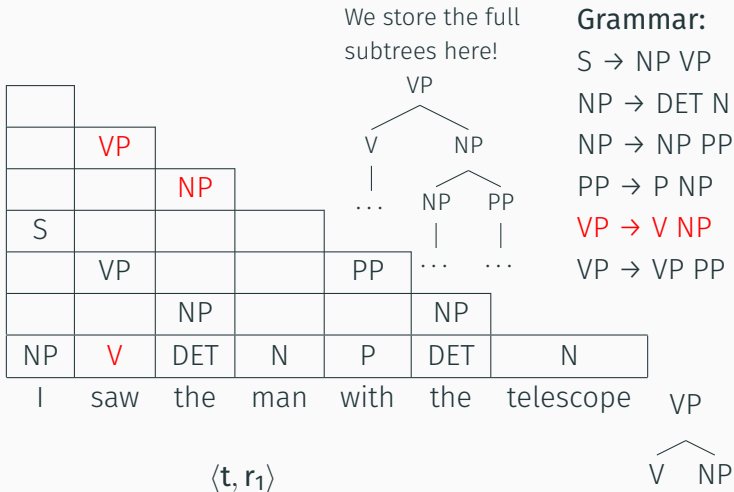 We store the full
subtrees here!
VP
V NP
... NP PP
... ...
Grammar:
S → NP VP
NP → DET N
NP → NP PP
PP → P NP
VP → V NP
VP → VP PP
VP
NP
S
VP PP
NP NP
NP V DET N P DET N
I saw the man with the telescope
VP
V NP
⟨t, r₁⟩